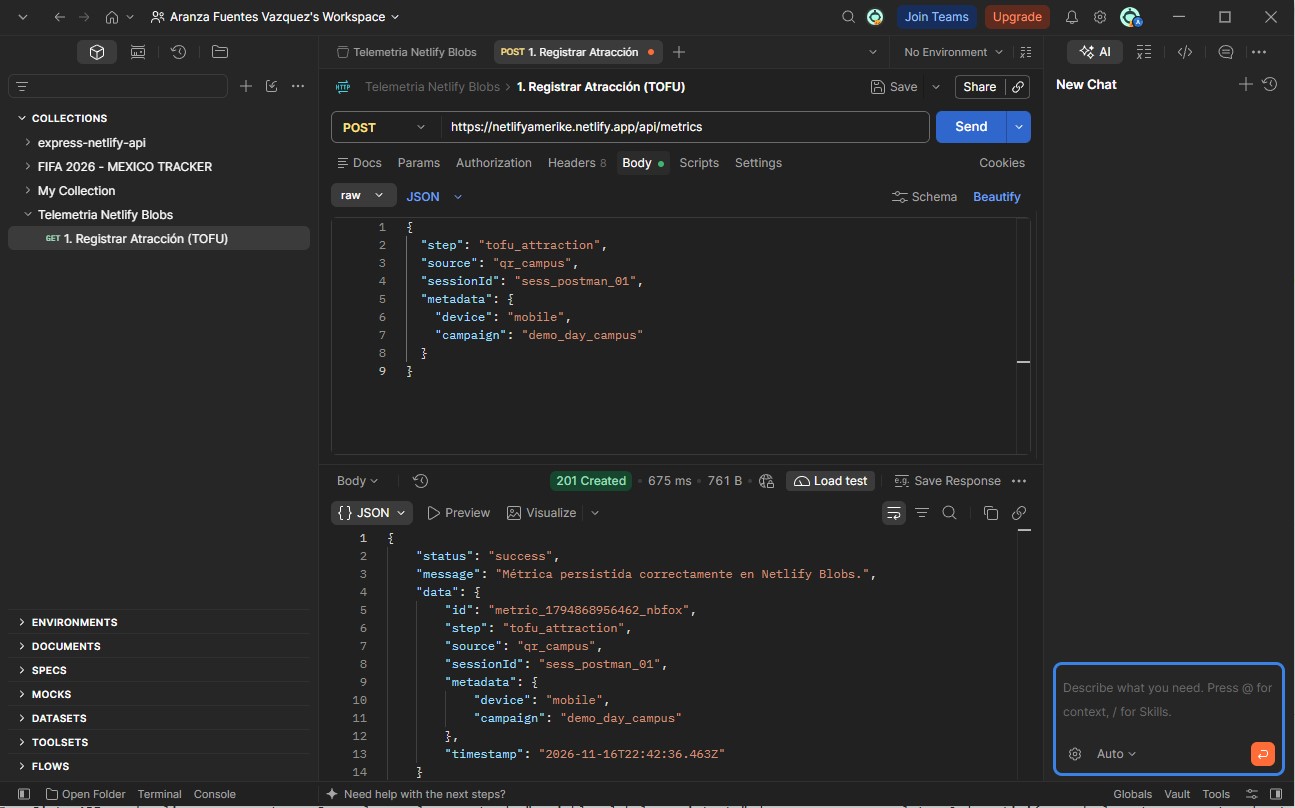 Aranza Fuentes Vazquez's Workspace
Join Teams
Upgrade
Telemetria Netlify Blobs
POST 1. Registrar Atracción
No Environment
AI
HTTP
Telemetria Netlify Blobs > 1. Registrar Atracción (TOFU)
Save
Share
New Chat
COLLECTIONS
express-netlify-api
FIFA 2026 - MEXICO TRACKER
My Collection
Telemetria Netlify Blobs
GET 1. Registrar Atracción (TOFU)
ENVIRONMENTS
DOCUMENTS
SPECS
MOCKS
DATASETS
TOOLSETS
FLOWS
POST
https://netlifyamerike.netlify.app/api/metrics
Send
Docs Params Authorization Headers 8 Body Scripts Settings Cookies
raw JSON Schema Beautify
1 {
2 "step": "tofu_attraction",
3 "source": "qr_campus",
4 "sessionId": "sess_postman_01",
5 "metadata": {
6 "device": "mobile",
7 "campaign": "demo_day_campus"
8 }
9 }
Body 201 Created 675 ms 761 B Load test e.g. Save Response
{} JSON Preview Visualize
1 {
2 "status": "success",
3 "message": "Métrica persistida correctamente en Netlify Blobs.",
4 "data": {
5 "id": "metric_1794868956462_nbfox",
6 "step": "tofu_attraction",
7 "source": "qr_campus",
8 "sessionId": "sess_postman_01",
9 "metadata": {
10 "device": "mobile",
11 "campaign": "demo_day_campus"
12 },
13 "timestamp": "2026-11-16T22:42:36.463Z"
14 }
Describe what you need. Press @ for
context, / for Skills.
Auto
Open Folder Terminal Console Need help with the next steps? Globals Vault Tools